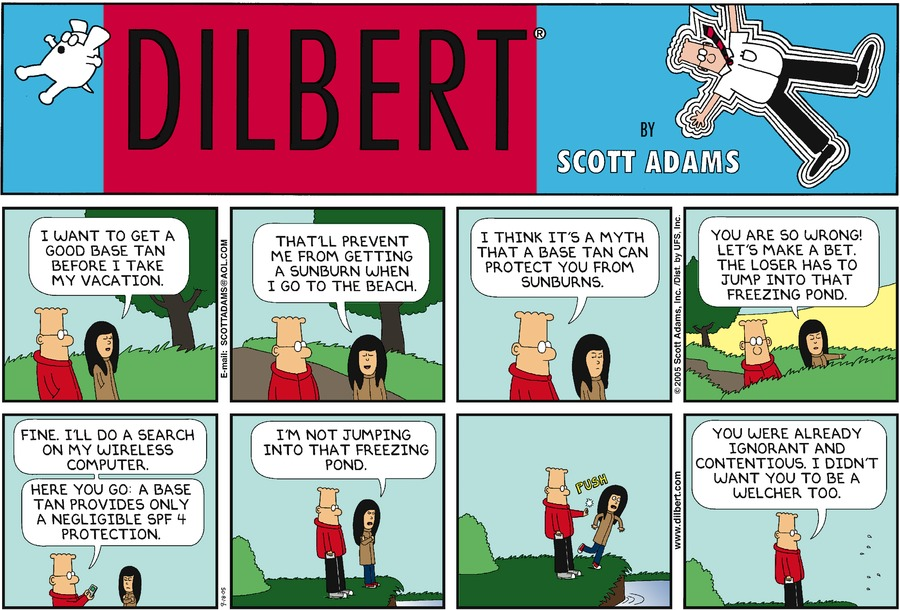 DILBERT®
BY
SCOTT ADAMS
I WANT TO GET A
GOOD BASE TAN
BEFORE I TAKE
MY VACATION.
E-mail: SCOTTADAMS@AOL.COM
THAT'LL PREVENT
ME FROM GETTING
A SUNBURN WHEN
I GO TO THE BEACH.
I THINK IT'S A MYTH
THAT A BASE TAN CAN
PROTECT YOU FROM
SUNBURNS.
© 2005 Scott Adams, Inc. /Dist. by UFS, Inc.
YOU ARE SO WRONG!
LET'S MAKE A BET.
THE LOSER HAS TO
JUMP INTO THAT
FREEZING POND.
FINE. I'LL DO A SEARCH
ON MY WIRELESS
COMPUTER.
HERE YOU GO: A BASE
TAN PROVIDES ONLY
A NEGLIGIBLE SPF 4
PROTECTION.
9-18-05
I'M NOT JUMPING
INTO THAT FREEZING
POND.
PUSH
www.dilbert.com
YOU WERE ALREADY
IGNORANT AND
CONTENTIOUS. I DIDN'T
WANT YOU TO BE A
WELCHER TOO.